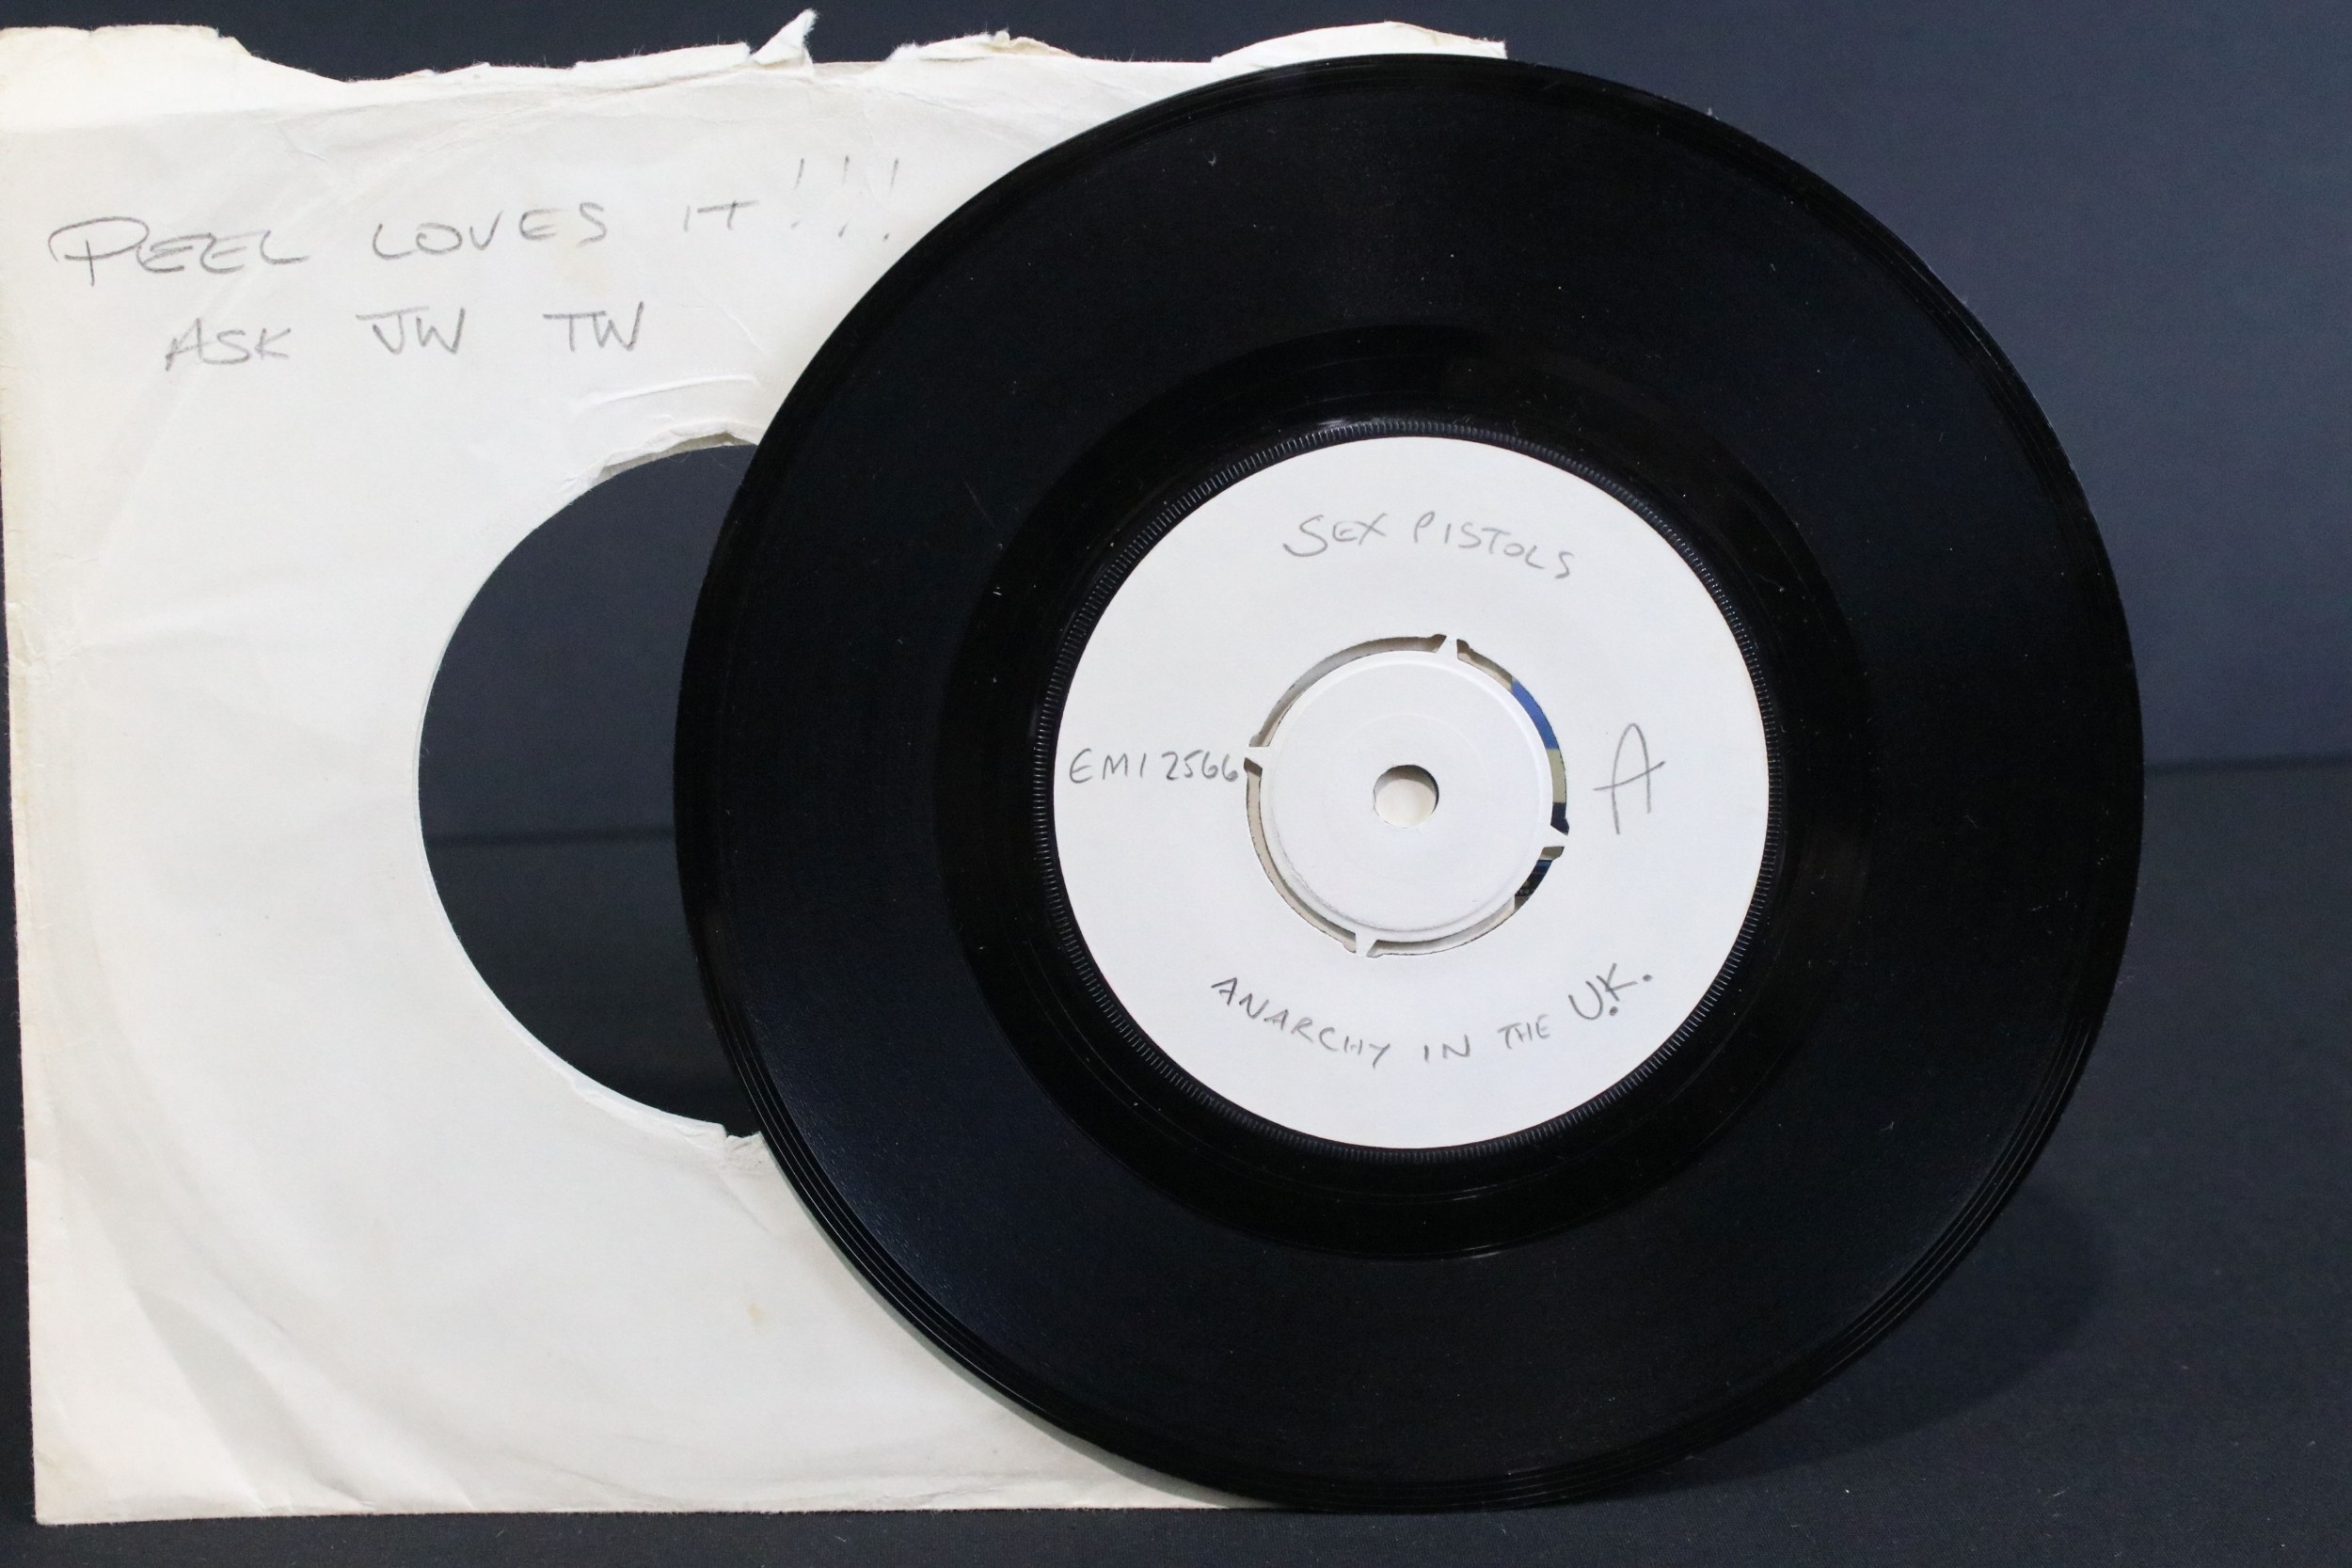 PEEL LOVES IT!!!
ASK JW TW
SEX PISTOLS
EMI 2566
A
ANARCHY IN THE U.K.